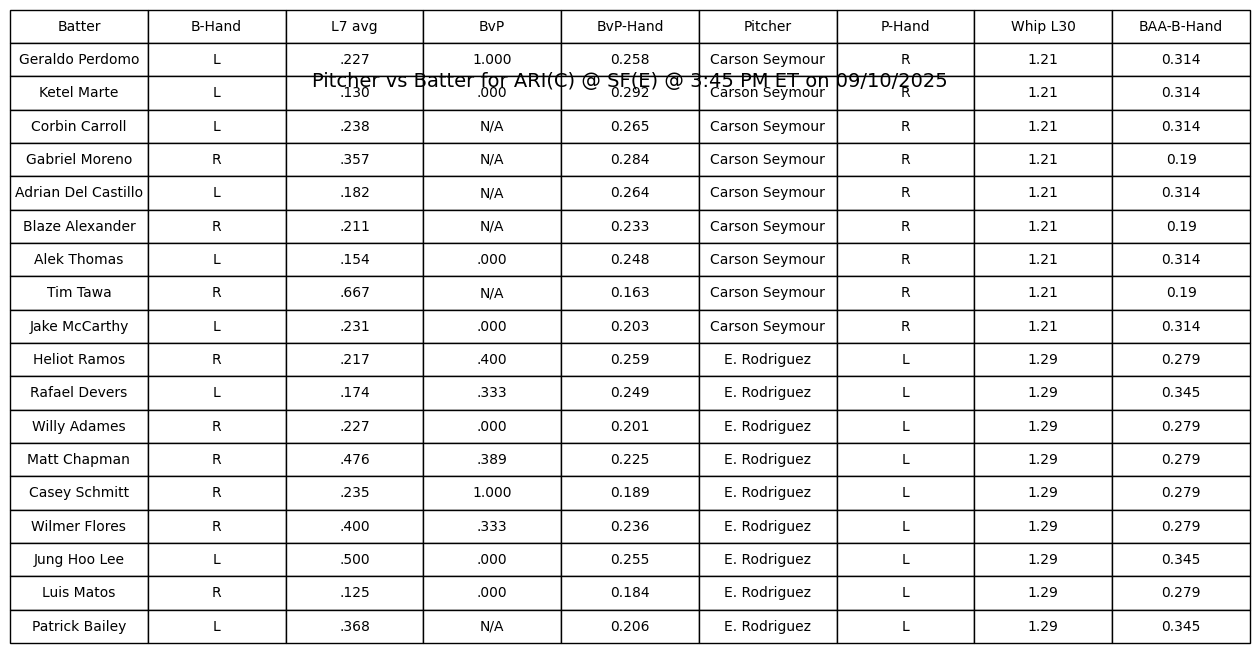 Batter B-Hand L7 avg BvP BvP-Hand Pitcher P-Hand Whip L30 BAA-B-Hand
Geraldo Perdomo L .227 1.000 0.258 Carson Seymour R 1.21 0.314
Pitcher vs Batter for ARI(C) @ SF(E) @ 3:45 PM ET on 09/10/2025
Ketel Marte L .130 .000 0.292 Carson Seymour R 1.21 0.314
Corbin Carroll L .238 N/A 0.265 Carson Seymour R 1.21 0.314
Gabriel Moreno R .357 N/A 0.284 Carson Seymour R 1.21 0.19
Adrian Del Castillo L .182 N/A 0.264 Carson Seymour R 1.21 0.314
Blaze Alexander R .211 N/A 0.233 Carson Seymour R 1.21 0.19
Alek Thomas L .154 .000 0.248 Carson Seymour R 1.21 0.314
Tim Tawa R .667 N/A 0.163 Carson Seymour R 1.21 0.19
Jake McCarthy L .231 .000 0.203 Carson Seymour R 1.21 0.314
Heliot Ramos R .217 .400 0.259 E. Rodriguez L 1.29 0.279
Rafael Devers L .174 .333 0.249 E. Rodriguez L 1.29 0.345
Willy Adames R .227 .000 0.201 E. Rodriguez L 1.29 0.279
Matt Chapman R .476 .389 0.225 E. Rodriguez L 1.29 0.279
Casey Schmitt R .235 1.000 0.189 E. Rodriguez L 1.29 0.279
Wilmer Flores R .400 .333 0.236 E. Rodriguez L 1.29 0.279
Jung Hoo Lee L .500 .000 0.255 E. Rodriguez L 1.29 0.345
Luis Matos R .125 .000 0.184 E. Rodriguez L 1.29 0.279
Patrick Bailey L .368 N/A 0.206 E. Rodriguez L 1.29 0.345